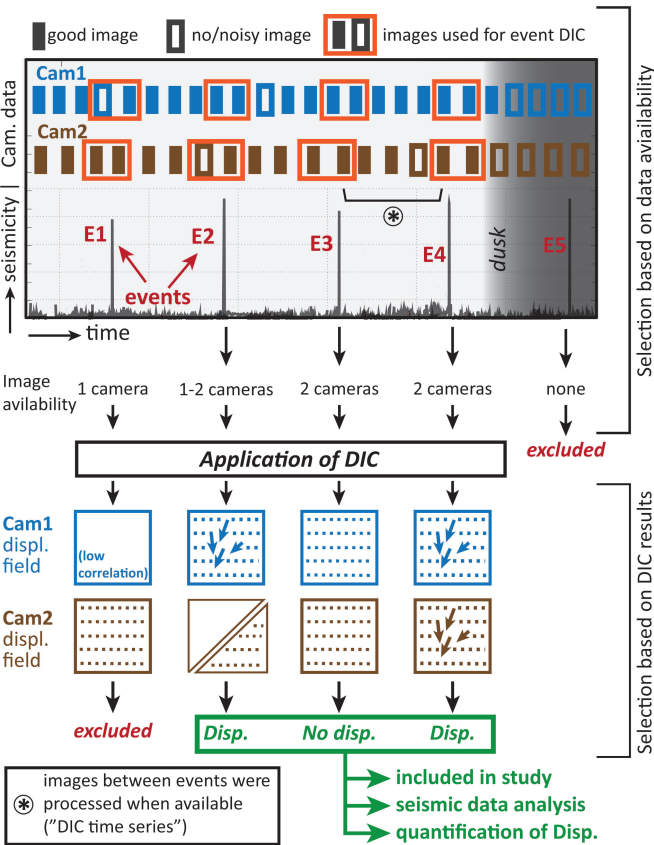 good image
no/noisy image
images used for event DIC
Cam1
Cam2
Cam. data
seismicity
E1
E2
E3
E4
E5
events
*
dusk
time
Selection based on data aviailability
Image
avilability
1 camera
1-2 cameras
2 cameras
2 cameras
none
excluded
Application of DIC
Cam1
displ.
field
(low
correlation)
Cam2
displ.
field
Selection based on DIC results
excluded
Disp.
No disp.
Disp.
included in study
seismic data analysis
quantification of Disp.
* images between events were
processed when available
("DIC time series")